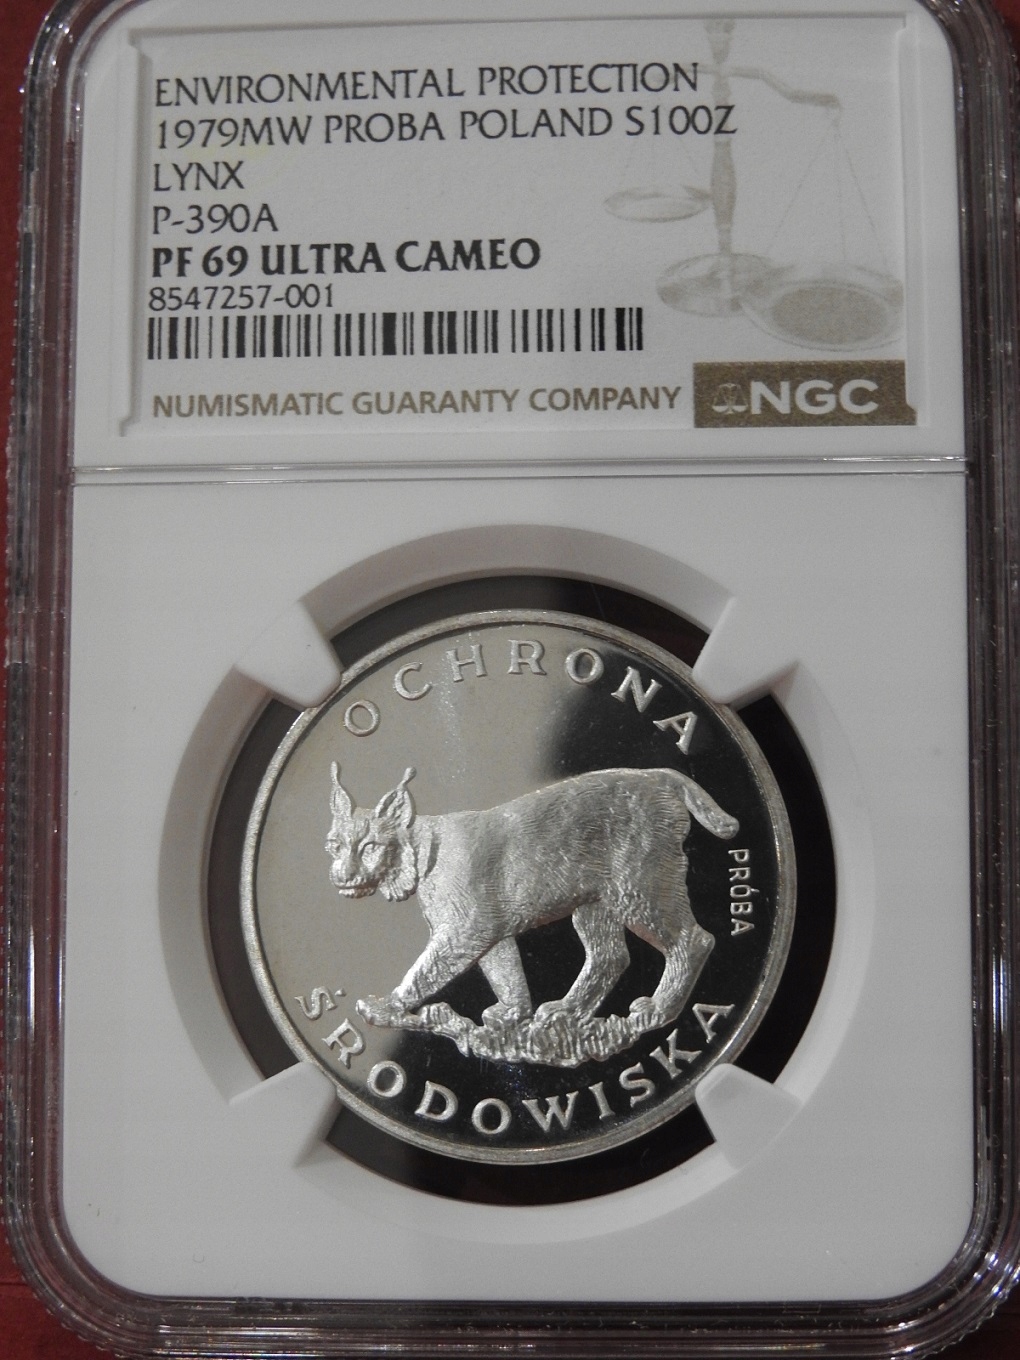 ENVIRONMENTAL PROTECTION
1979MW PROBA POLAND S100Z
LYNX
P-390A
PF 69 ULTRA CAMEO
8547257-001
NUMISMATIC GUARANTY COMPANY NGC
OCHRONA
PRÓBA
ŚRODOWISKA